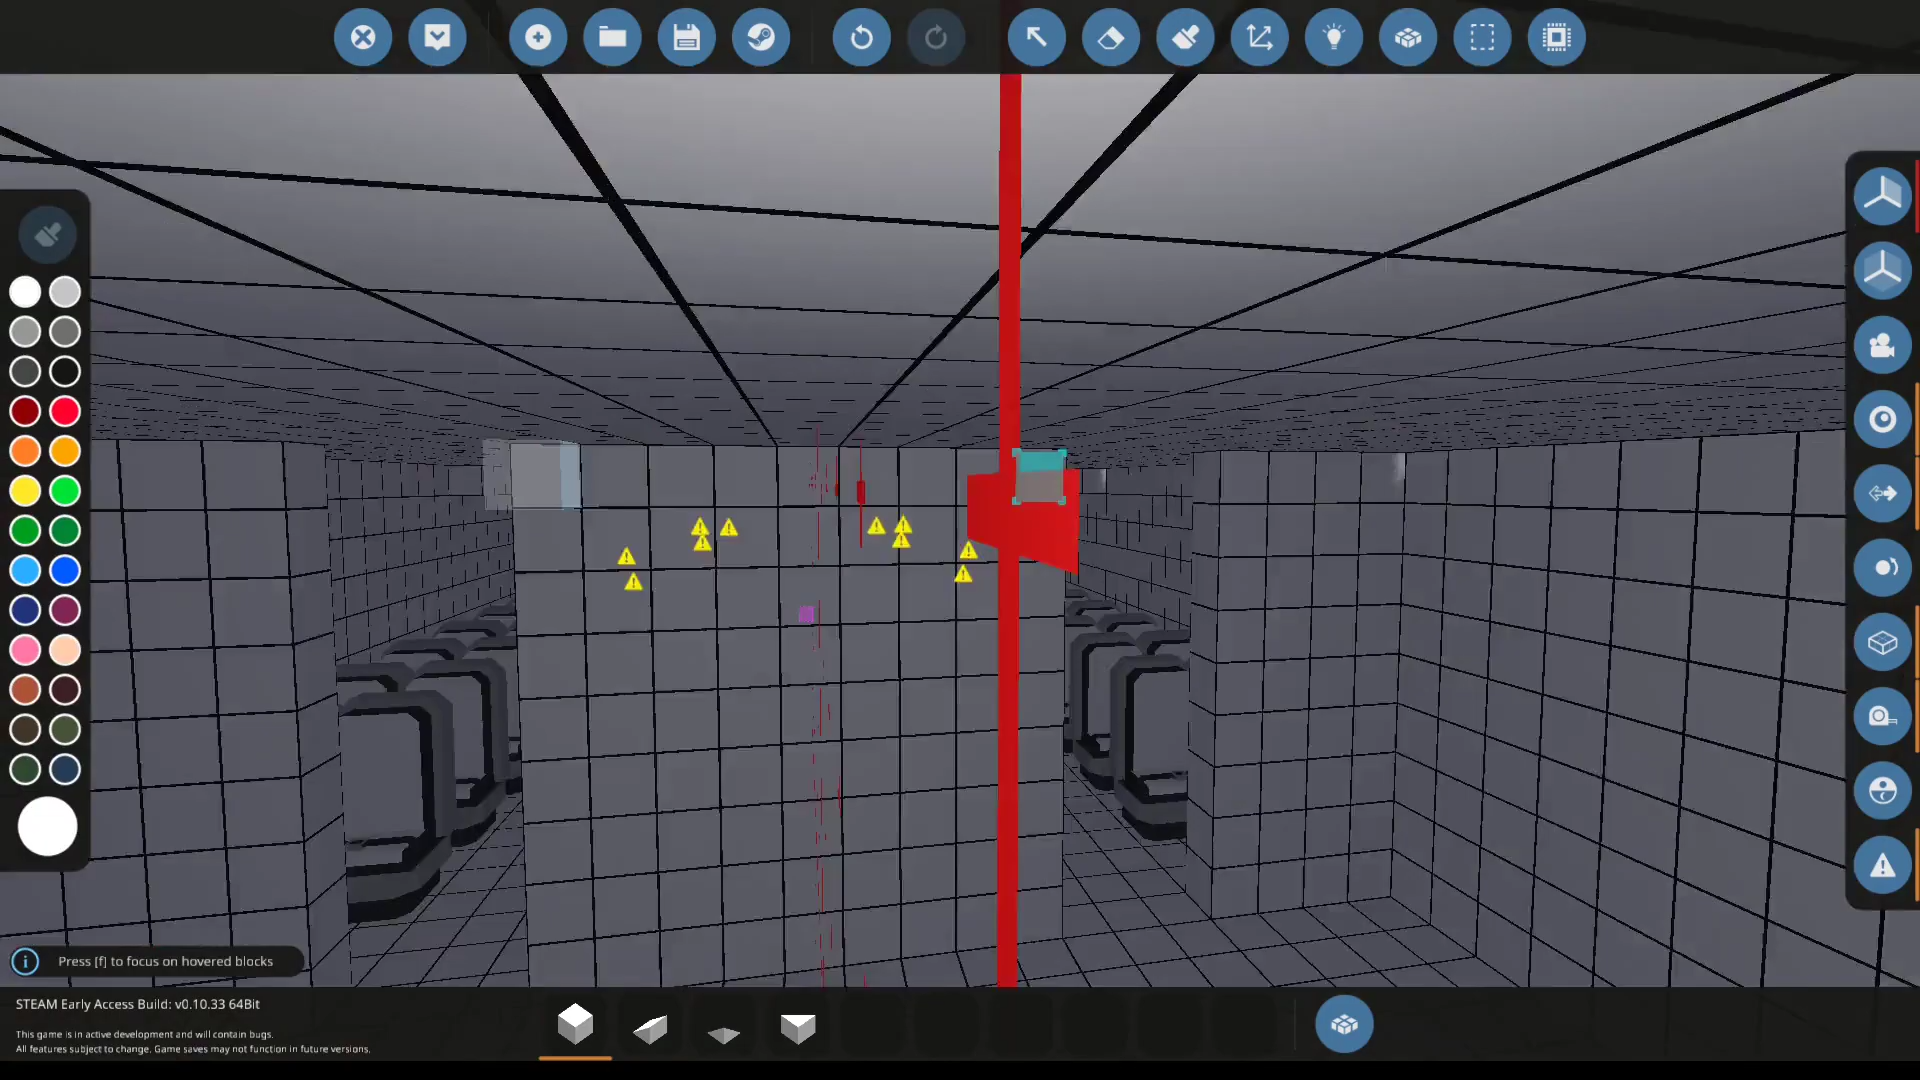 Press [f] to focus on hovered blocks
STEAM Early Access Build: v0.10.33 64Bit
This game is in active development and will contain bugs.
All features subject to change. Game saves may not function in future versions.